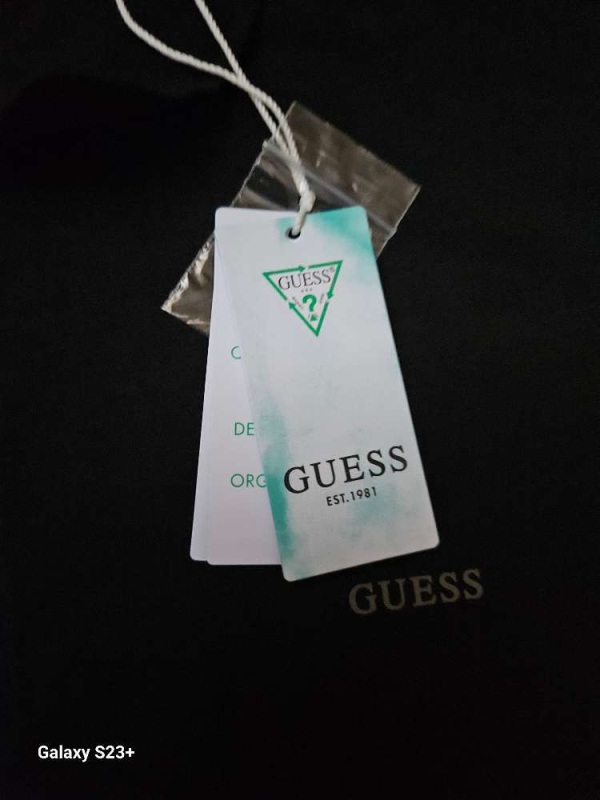 GUESS®
?
C
DE
ORG
GUESS
EST.1981
GUESS
Galaxy S23+